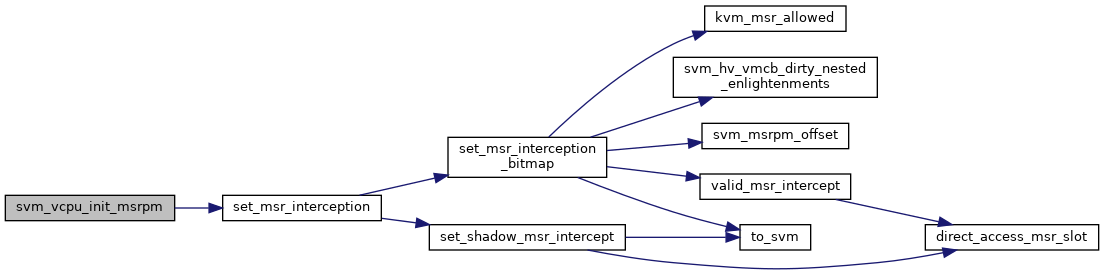 svm_vcpu_init_msrpm
set_msr_interception
set_msr_interception
_bitmap
set_shadow_msr_intercept
kvm_msr_allowed
svm_hv_vmcb_dirty_nested
_enlightenments
svm_msrpm_offset
valid_msr_intercept
to_svm
direct_access_msr_slot